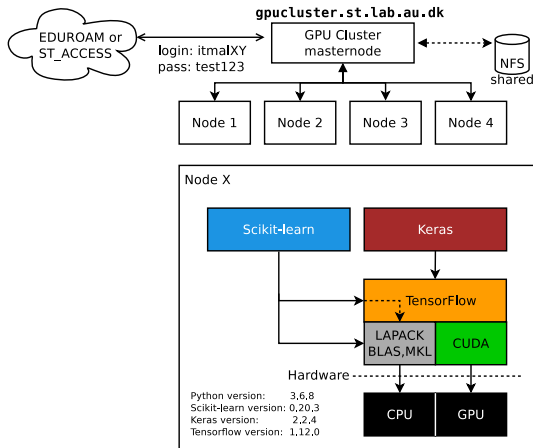 gpucluster.st.lab.au.dk
EDUROAM or
ST_ACCESS
login: itmalXY
pass: test123
GPU Cluster
masternode
NFS
shared
Node 1
Node 2
Node 3
Node 4
Node X
Scikit-learn
Keras
TensorFlow
LAPACK
BLAS,MKL
CUDA
Hardware
CPU
GPU
Python version: 3,6,8
Scikit-learn version: 0,20,3
Keras version: 2,2,4
Tensorflow version: 1,12,0